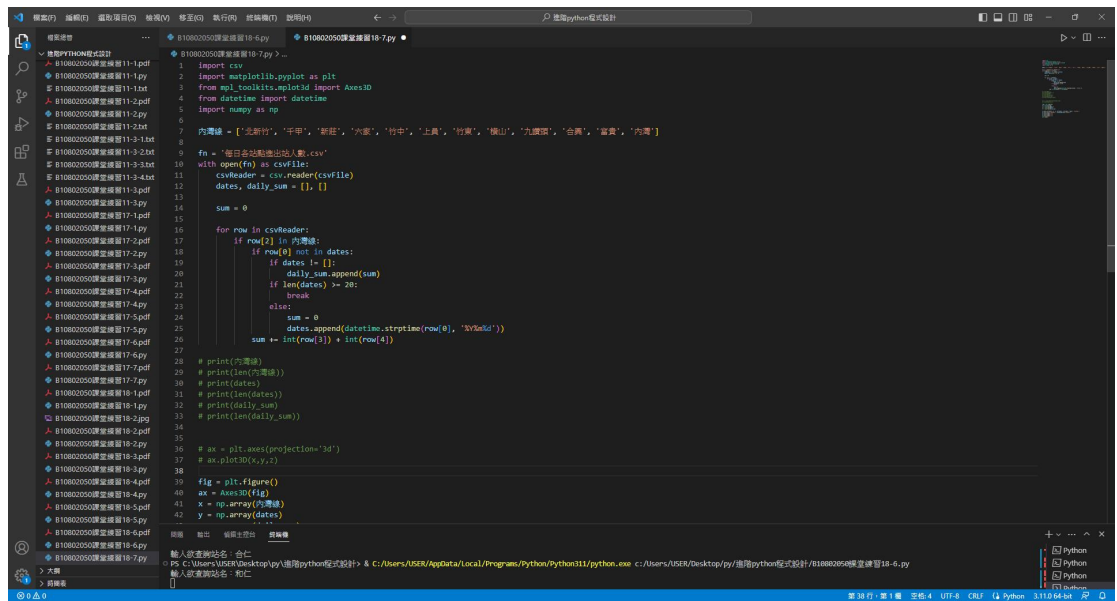 檔案(F) 編輯(E) 選取項目(S) 檢視(V) 移至(G) 執行(R) 終端機(T) 說明(H)
進階python程式設計
檔案總管
B10802050課堂練習18-6.py
B10802050課堂練習18-7.py
進階PYTHON程式設計
B10802050課堂練習18-7.py > ...
B10802050課堂練習11-1.pdf
B10802050課堂練習11-1.py
B10802050課堂練習11-1.txt
B10802050課堂練習11-2.pdf
B10802050課堂練習11-2.py
B10802050課堂練習11-2.txt
B10802050課堂練習11-3-1.txt
B10802050課堂練習11-3-2.txt
B10802050課堂練習11-3-3.txt
B10802050課堂練習11-3-4.txt
B10802050課堂練習11-3.pdf
B10802050課堂練習11-3.py
B10802050課堂練習17-1.pdf
B10802050課堂練習17-1.py
B10802050課堂練習17-2.pdf
B10802050課堂練習17-2.py
B10802050課堂練習17-3.pdf
B10802050課堂練習17-3.py
B10802050課堂練習17-4.pdf
B10802050課堂練習17-4.py
B10802050課堂練習17-5.pdf
B10802050課堂練習17-5.py
B10802050課堂練習17-6.pdf
B10802050課堂練習17-6.py
B10802050課堂練習17-7.pdf
B10802050課堂練習17-7.py
B10802050課堂練習18-1.pdf
B10802050課堂練習18-1.py
B10802050課堂練習18-2.jpg
B10802050課堂練習18-2.pdf
B10802050課堂練習18-2.py
B10802050課堂練習18-3.pdf
B10802050課堂練習18-3.py
B10802050課堂練習18-4.pdf
B10802050課堂練習18-4.py
B10802050課堂練習18-5.pdf
B10802050課堂練習18-5.py
B10802050課堂練習18-6.pdf
B10802050課堂練習18-6.py
B10802050課堂練習18-7.py
大綱
時間表
1 import csv
2 import matplotlib.pyplot as plt
3 from mpl_toolkits.mplot3d import Axes3D
4 from datetime import datetime
5 import numpy as np
6
7 內灣線 = ['北新竹', '千甲', '新莊', '六家', '竹中', '上員', '竹東', '橫山', '九讚頭', '合興', '富貴', '內灣']
8
9 fn = '每日各站點進出站人數.csv'
10 with open(fn) as csvFile:
11 csvReader = csv.reader(csvFile)
12 dates, daily_sum = [], []
13
14 sum = 0
15
16 for row in csvReader:
17 if row[2] in 內灣線:
18 if row[0] not in dates:
19 if dates != []:
20 daily_sum.append(sum)
21 if len(dates) >= 20:
22 break
23 else:
24 sum = 0
25 dates.append(datetime.strptime(row[0], '%Y%m%d'))
26 sum += int(row[3]) + int(row[4])
27
28 # print(內灣線)
29 # print(len(內灣線))
30 # print(dates)
31 # print(len(dates))
32 # print(daily_sum)
33 # print(len(daily_sum))
34
35
36 # ax = plt.axes(projection='3d')
37 # ax.plot3D(x,y,z)
38
39 fig = plt.figure()
40 ax = Axes3D(fig)
41 x = np.array(內灣線)
42 y = np.array(dates)
問題 輸出 偵錯主控台 終端機
輸入欲查詢站名：合仁
PS C:\Users\USER\Desktop\py\進階python程式設計> & C:/Users/USER/AppData/Local/Programs/Python/Python311/python.exe c:/Users/USER/Desktop/py/進階python程式設計/B10802050課堂練習18-6.py
輸入欲查詢站名：和仁
Python
Python
Python
Python
0 0
第 38 行，第 1 欄 空格: 4 UTF-8 CRLF Python 3.11.0 64-bit